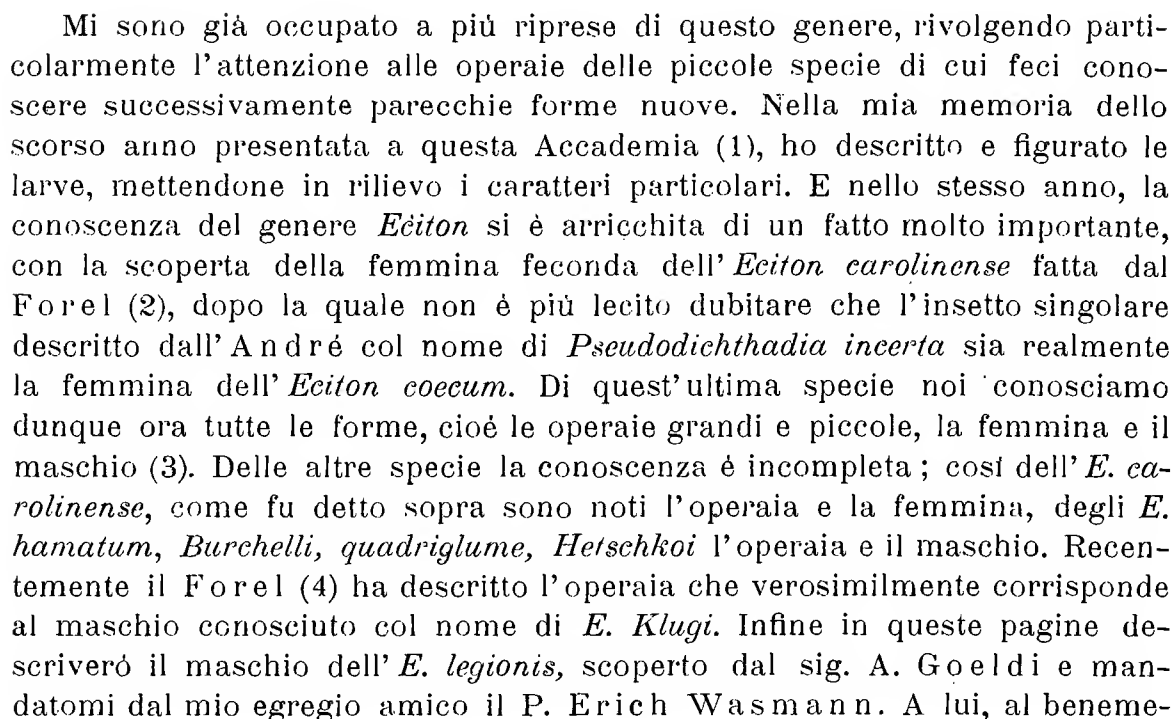 Mi sono già occupato a più riprese di questo genere, rivolgendo parti-
colarmente l'attenzione alle operaie delle piccole specie di cui feci cono-
scere successivamente parecchie forme nuove. Nella mia memoria dello
scorso anno presentata a questa Accademia (1), ho descritto e figurato le
larve, mettendone in rilievo i caratteri particolari. E nello stesso anno, la
conoscenza del genere Eciton si è arricchita di un fatto molto importante,
con la scoperta della femmina feconda dell'Eciton carolinense fatta dal
Forel (2), dopo la quale non è più lecito dubitare che l'insetto singolare
descritto dall'André col nome di Pseudodichthadia incerta sia realmente
la femmina dell'Eciton coecum. Di quest'ultima specie noi conosciamo
dunque ora tutte le forme, cioé le operaie grandi e piccole, la femmina e il
maschio (3). Delle altre specie la conoscenza é incompleta; così dell'E. ca-
rolinense, come fu detto sopra sono noti l'operaia e la femmina, degli E.
hamatum, Burchelli, quadriglume, Hetschkoi l'operaia e il maschio. Recen-
temente il Forel (4) ha descritto l'operaia che verosimilmente corrisponde
al maschio conosciuto col nome di E. Klugi. Infine in queste pagine de-
scriveró il maschio dell'E. legionis, scoperto dal sig. A. Goeldi e man-
datomi dal mio egregio amico il P. Erich Wasmann. A lui, al beneme-